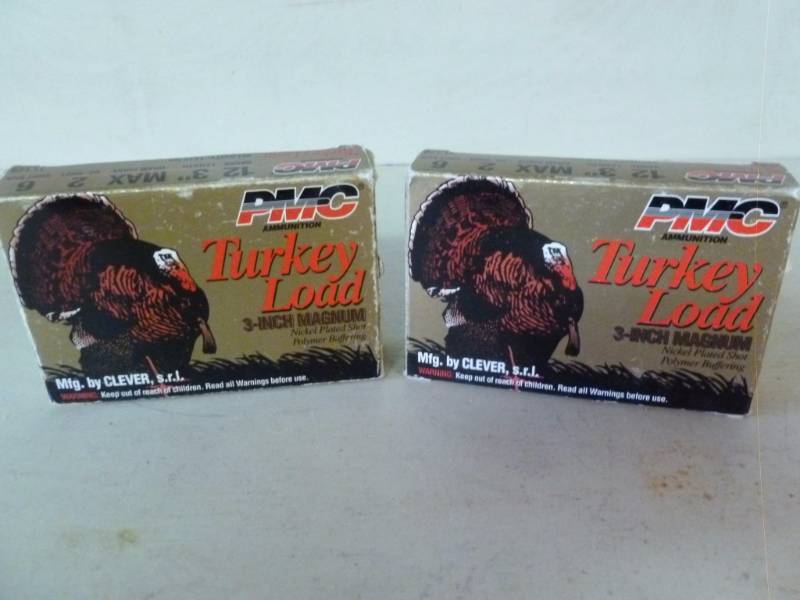 12 3" MAX 2 6
PMC
PMC
AMMUNITION
Turkey
Load
3-INCH MAGNUM
Nickel Plated Shot
Polymer Buffering
Mfg. by CLEVER, s.r.l.
WARNING: Keep out of reach of children. Read all Warnings before use.
12 3" MAX 2 6
PMC
PMC®
AMMUNITION
Turkey
Load
3-INCH MAGNUM
Nickel Plated Shot
Polymer Buffering
Mfg. by CLEVER, s.r.l.
WARNING: Keep out of reach of children. Read all Warnings before use.